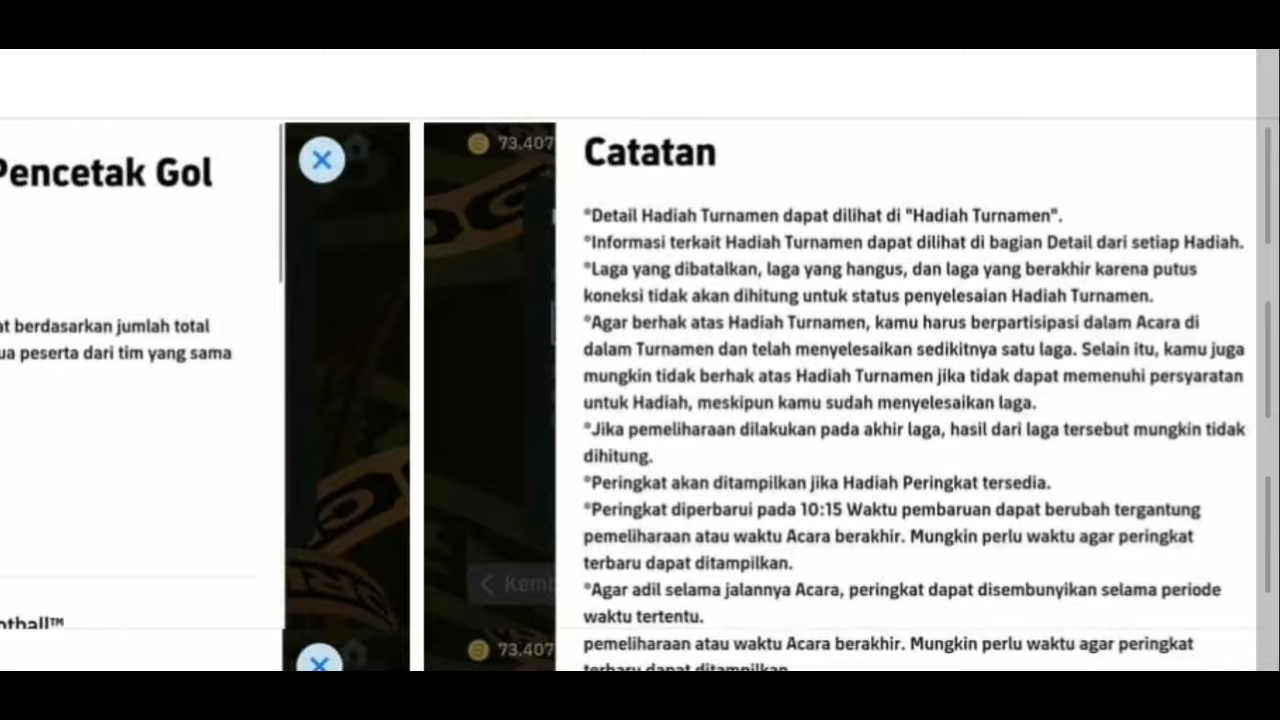 Pencetak Gol
berdasarkan jumlah total
peserta dari tim yang sama
73,407
Kem
73,407
Catatan
*Detail Hadiah Turnamen dapat dilihat di "Hadiah Turnamen".
*Informasi terkait Hadiah Turnamen dapat dilihat di bagian Detail dari setiap Hadiah.
*Laga yang dibatalkan, laga yang hangus, dan laga yang berakhir karena putus
koneksi tidak akan dihitung untuk status penyelesaian Hadiah Turnamen.
*Agar berhak atas Hadiah Turnamen, kamu harus berpartisipasi dalam Acara di
dalam Turnamen dan telah menyelesaikan sedikitnya satu laga. Selain itu, kamu juga
mungkin tidak berhak atas Hadiah Turnamen jika tidak dapat memenuhi persyaratan
untuk Hadiah, meskipun kamu sudah menyelesaikan laga.
*Jika pemeliharaan dilakukan pada akhir laga, hasil dari laga tersebut mungkin tidak
dihitung.
*Peringkat akan ditampilkan jika Hadiah Peringkat tersedia.
*Peringkat diperbarui pada 10:15 Waktu pembaruan dapat berubah tergantung
pemeliharaan atau waktu Acara berakhir. Mungkin perlu waktu agar peringkat
terbaru dapat ditampilkan.
*Agar adil selama jalannya Acara, peringkat dapat disembunyikan selama periode
waktu tertentu.
pemeliharaan atau waktu Acara berakhir. Mungkin perlu waktu agar peringkat
terbaru dapat ditampilkan